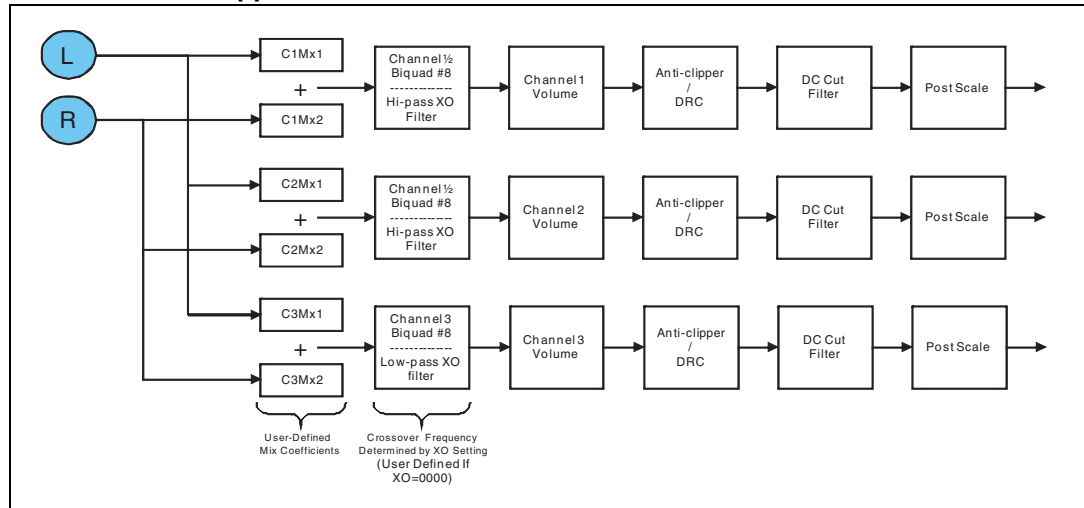 L
R
C1Mx1
+
C1Mx2
Channel ½
Biquad #8
--------------
Hi-pass XO
Filter
Channel 1
Volume
Anti-clipper
/
DRC
DC Cut
Filter
Post Scale
C2Mx1
+
C2Mx2
Channel ½
Biquad #8
--------------
Hi-pass XO
Filter
Channel 2
Volume
Anti-clipper
/
DRC
DC Cut
Filter
Post Scale
C3Mx1
+
C3Mx2
Channel 3
Biquad #8
--------------
Low-pass XO
filter
Channel 3
Volume
Anti-clipper
/
DRC
DC Cut
Filter
Post Scale
User-Defined
Mix Coefficients
Crossover Frequency
Determined by XO Setting
(User Defined If
XO=0000)